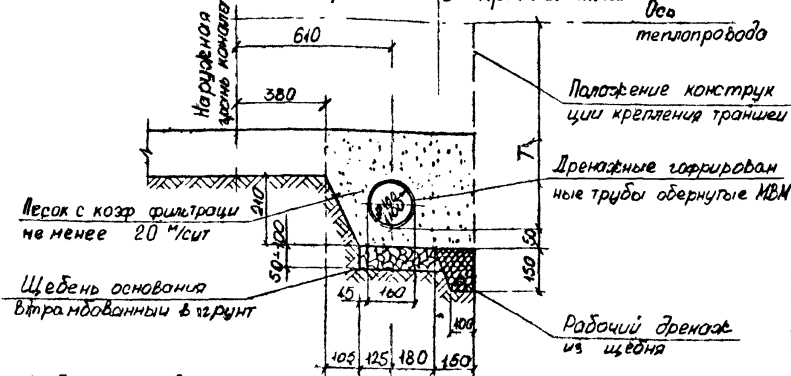 Ось
теплопровода
610
Наружная
грань канала
380
Положение конструк
ции крепления траншеи
Т
Дренажные гофрирован
ные трубы обернутые МВМ
210
Песок с коэф фильтраци
не менее 20 м/сут
50
50÷100
150
Щебень основания
втрамбованный в грунт
45
160
100
Рабочий дренаж
из щебня
105
125
180
150